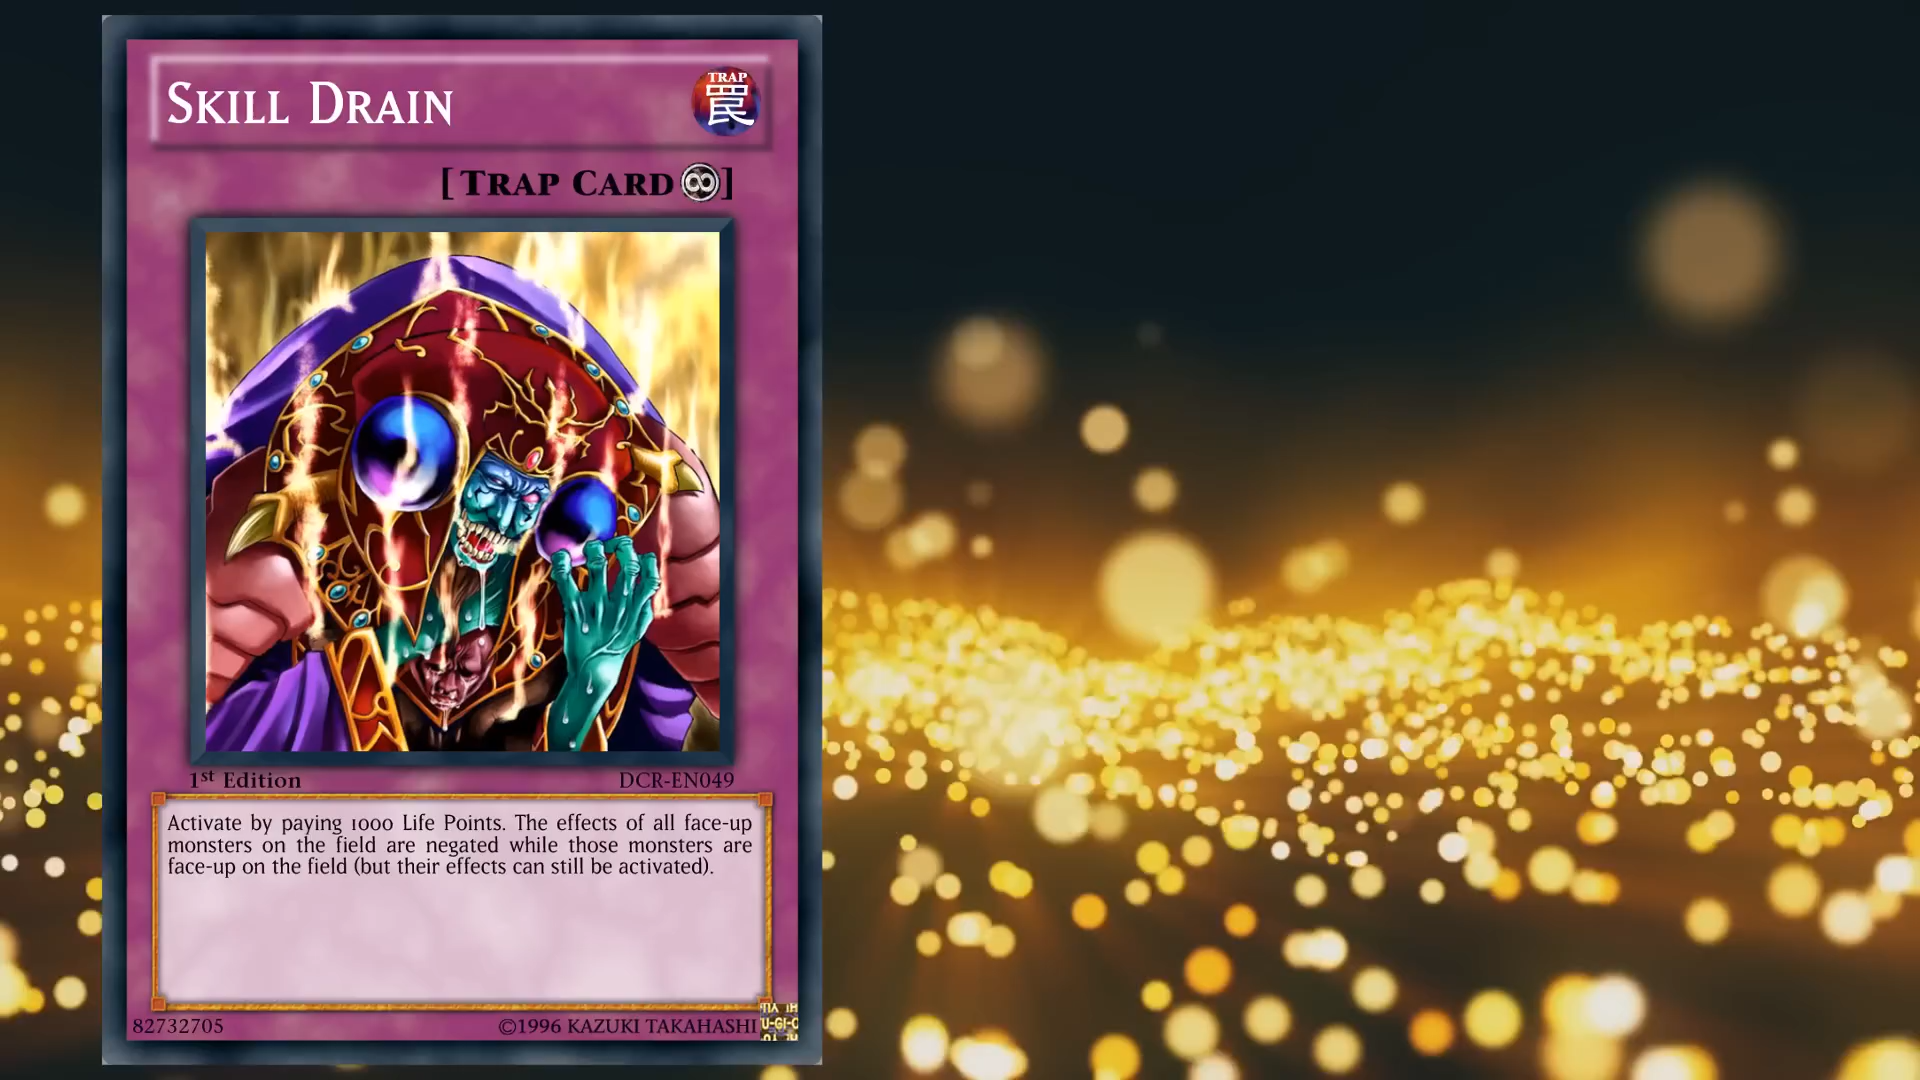 Skill Drain
TRAP
罠
[Trap Card]
1st Edition
DCR-EN049
Activate by paying 1000 Life Points. The effects of all face-up
monsters on the field are negated while those monsters are
face-up on the field (but their effects can still be activated).
82732705
©1996 KAZUKI TAKAHASHI